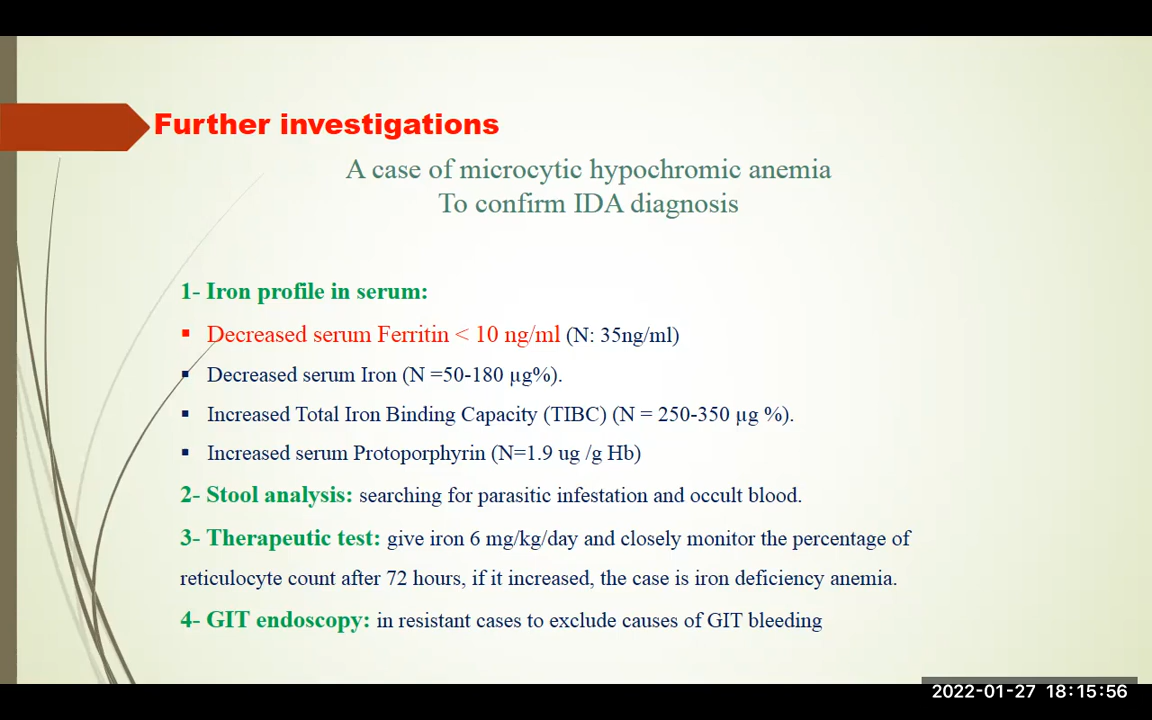 Further investigations
A case of microcytic hypochromic anemia
To confirm IDA diagnosis
1- Iron profile in serum:
▪ Decreased serum Ferritin < 10 ng/ml (N: 35ng/ml)
▪ Decreased serum Iron (N =50-180 µg%).
▪ Increased Total Iron Binding Capacity (TIBC) (N = 250-350 µg %).
▪ Increased serum Protoporphyrin (N=1.9 ug /g Hb)
2- Stool analysis: searching for parasitic infestation and occult blood.
3- Therapeutic test: give iron 6 mg/kg/day and closely monitor the percentage of
reticulocyte count after 72 hours, if it increased, the case is iron deficiency anemia.
4- GIT endoscopy: in resistant cases to exclude causes of GIT bleeding
2022-01-27 18:15:56